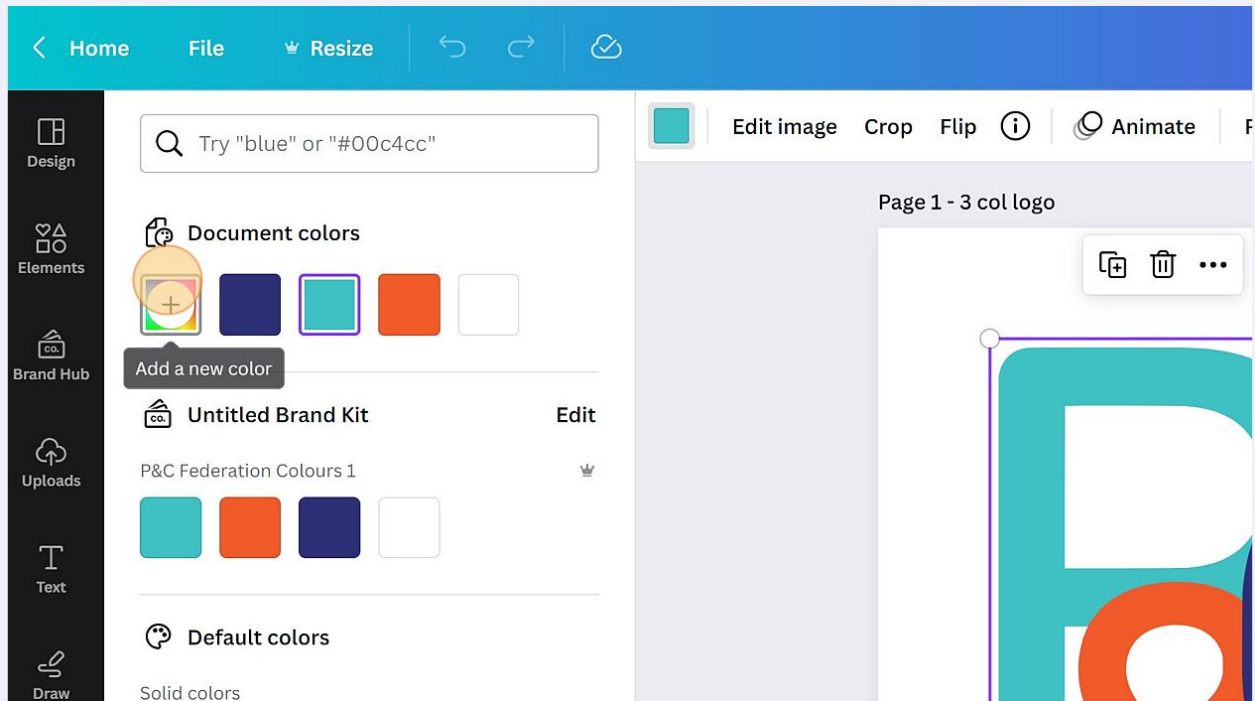 Home File Resize
Design
Elements
Brand Hub
Uploads
Text
Draw
Try "blue" or "#00c4cc"
Document colors
Add a new color
CO. Untitled Brand Kit Edit
P&C Federation Colours 1
Default colors
Solid colors
Edit image Crop Flip Animate
Page 1 - 3 col logo